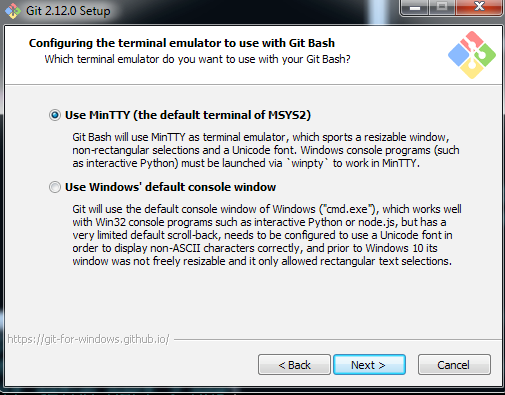 Git 2.12.0 Setup
Configuring the terminal emulator to use with Git Bash
Which terminal emulator do you want to use with your Git Bash?
Use MinTTY (the default terminal of MSYS2)
Git Bash will use MinTTY as terminal emulator, which sports a resizable window,
non-rectangular selections and a Unicode font. Windows console programs (such
as interactive Python) must be launched via `winpty` to work in MinTTY.
Use Windows' default console window
Git will use the default console window of Windows ("cmd.exe"), which works well
with Win32 console programs such as interactive Python or node.js, but has a
very limited default scroll-back, needs to be configured to use a Unicode font in
order to display non-ASCII characters correctly, and prior to Windows 10 its
window was not freely resizable and it only allowed rectangular text selections.
https://git-for-windows.github.io/
< Back
Next >
Cancel